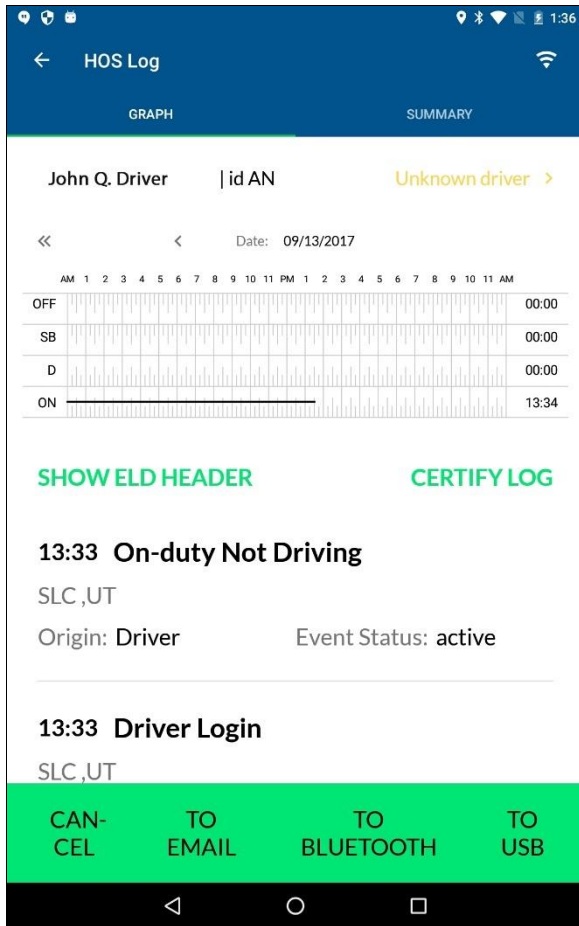 1:36
HOS Log
GRAPH SUMMARY
John Q. Driver | id AN Unknown driver >
« < Date: 09/13/2017
AM 1 2 3 4 5 6 7 8 9 10 11 PM 1 2 3 4 5 6 7 8 9 10 11 AM
OFF 00:00
SB 00:00
D 00:00
ON 13:34
SHOW ELD HEADER CERTIFY LOG
13:33 On-duty Not Driving
SLC ,UT
Origin: Driver Event Status: active
13:33 Driver Login
SLC ,UT
CAN- TO TO TO
CEL EMAIL BLUETOOTH USB